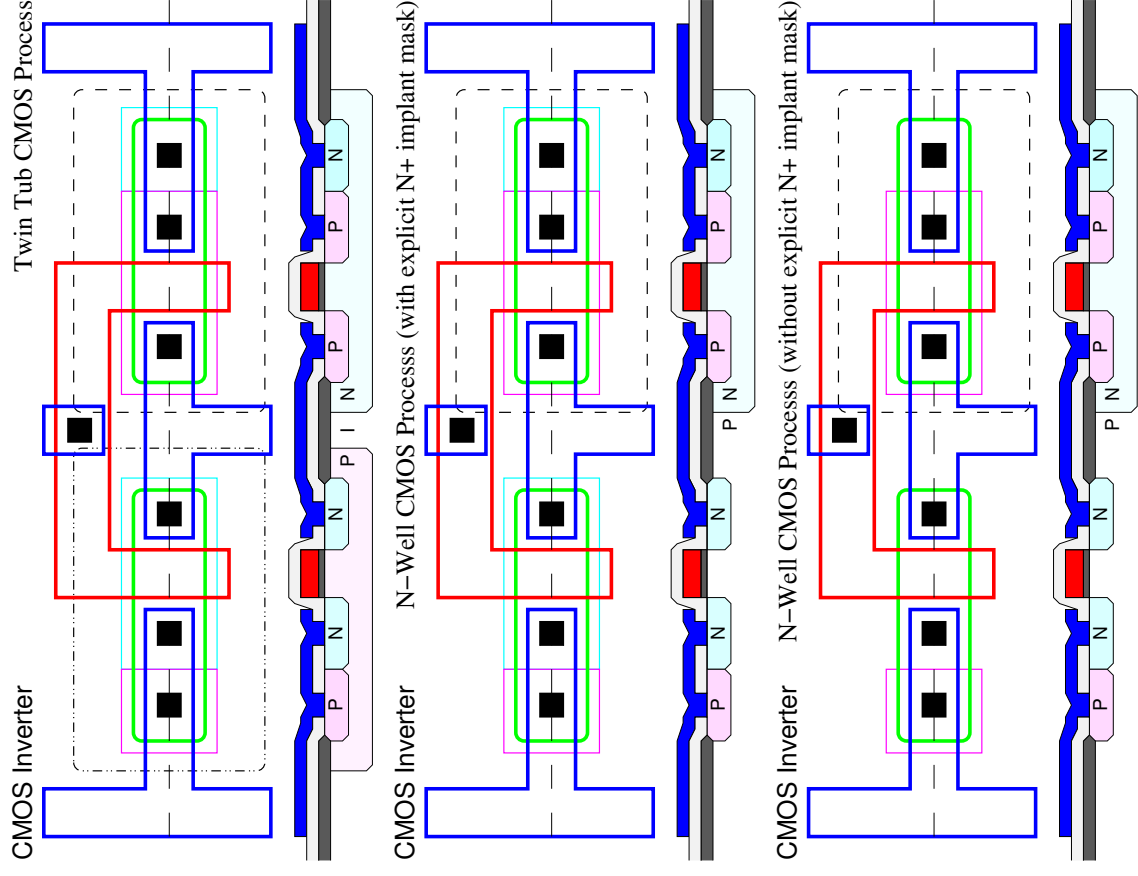 CMOS Inverter Twin Tub CMOS Process
P N N P P N
P I N
CMOS Inverter N−Well CMOS Processs (with explicit N+ implant mask)
P N N P P N
P N
CMOS Inverter N−Well CMOS Processs (without explicit N+ implant mask)
P N N P P N
P N